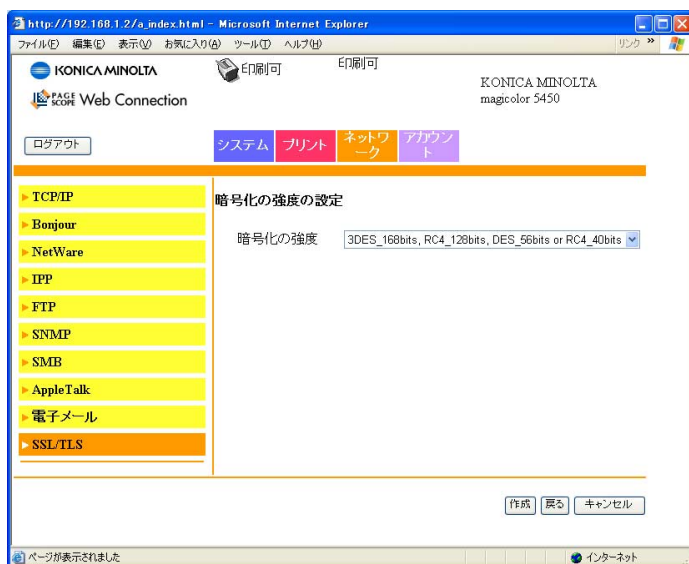 http://192.168.1.2/a_index.html - Microsoft Internet Explorer
ファイル(F) 編集(E) 表示(V) お気に入り(A) ツール(T) ヘルプ(H) リンク »
KONICA MINOLTA
印刷可
印刷可
KONICA MINOLTA
magicolor 5450
PAGE SCOPE Web Connection
ログアウト
システム
プリント
ネットワ
ーク
アカウン
ト
TCP/IP
Bonjour
NetWare
IPP
FTP
SNMP
SMB
AppleTalk
電子メール
SSL/TLS
暗号化の強度の設定
暗号化の強度 3DES_168bits, RC4_128bits, DES_56bits or RC4_40bits
作成 戻る キャンセル
ページが表示されました インターネット